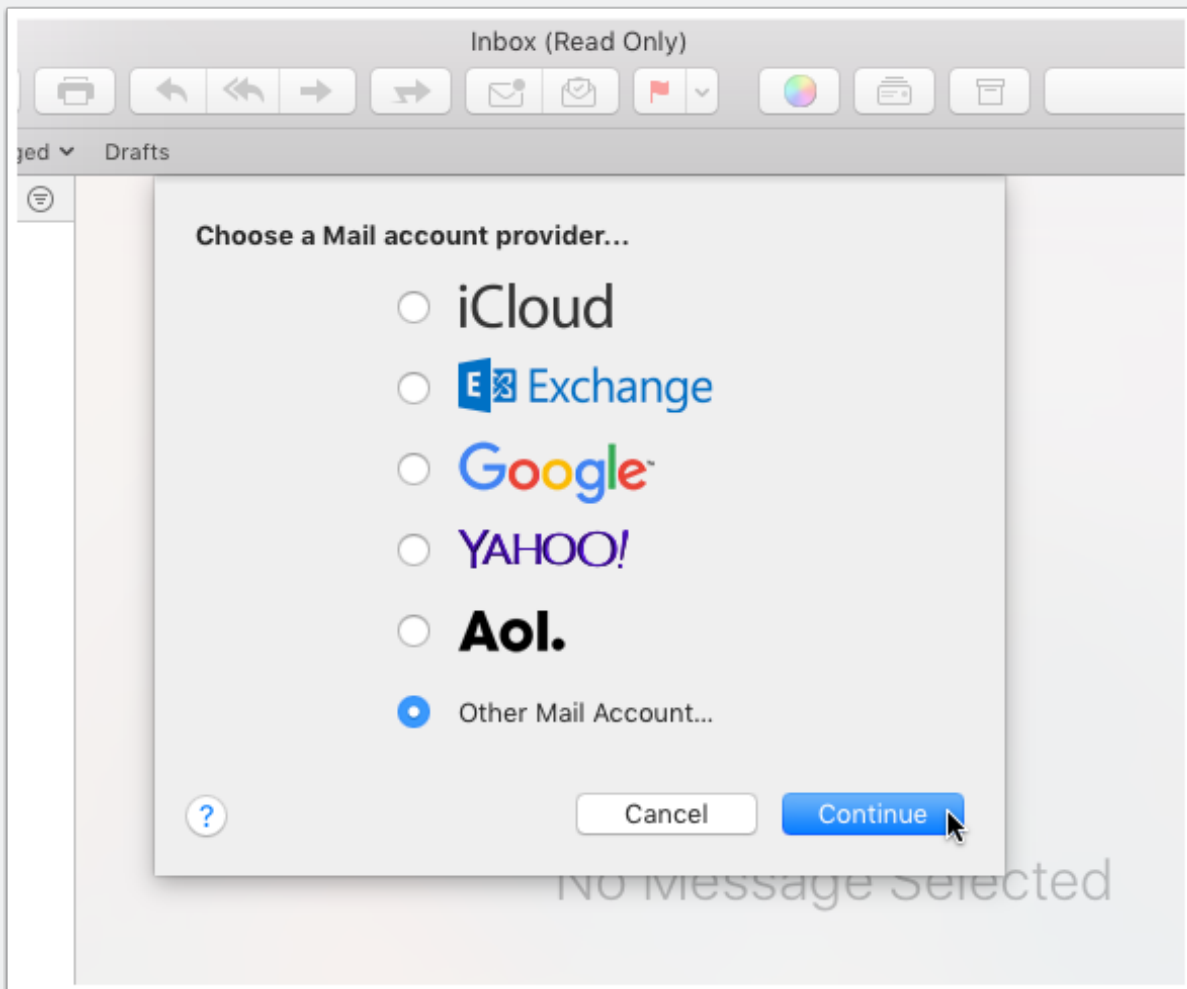 Inbox (Read Only)
ged Drafts
Choose a Mail account provider...
iCloud
E Exchange
Google™
YAHOO!
Aol.
Other Mail Account...
? Cancel Continue
No Message Selected